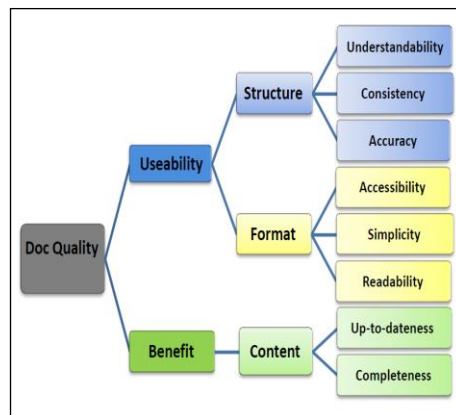 Understandability
Structure
Consistency
Accuracy
Useability
Accessibility
Format
Simplicity
Doc Quality
Readability
Up-to-dateness
Benefit
Content
Completeness